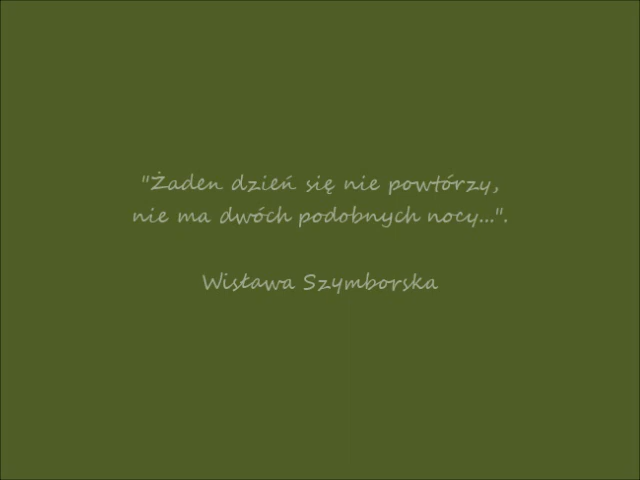 "Żaden dzień się nie powtórzy,
nie ma dwóch podobnych nocy...".
Wisława Szymborska